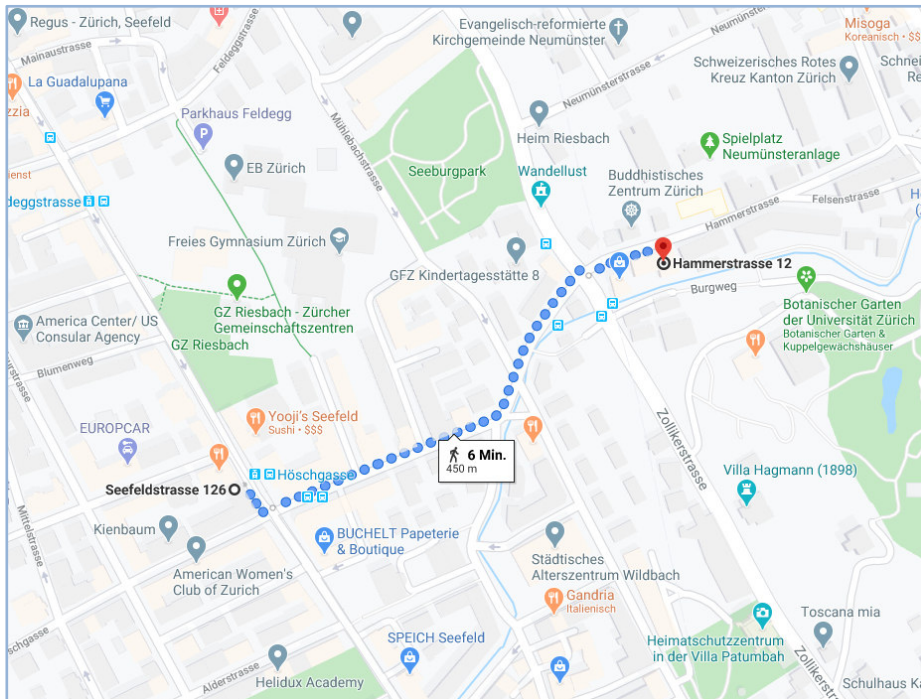 Regus - Zürich, Seefeld
Mainaustrasse
Feldeggstrasse
Evangelisch-reformierte
Kirchgemeinde Neumünster
Misoga
Koreanisch • $$
Schweizerisches Rotes
Kreuz Kanton Zürich
La Guadalupana
Parkhaus Feldegg
Mühlebachstrasse
Neumünsterstrasse
Heim Riesbach
Spielplatz
Neumünsteranlage
EB Zürich
Seeburgpark
Wandellust
Buddhistisches
Zentrum Zürich
Felsenstrasse
Hammerstrasse
deggstrasse
Freies Gymnasium Zürich
GFZ Kindertagesstätte 8
Hammerstrasse 12
Burgweg
GZ Riesbach - Zürcher
Gemeinschaftszentren
GZ Riesbach
Botanischer Garten
der Universität Zürich
Botanischer Garten &
Kuppelgewächshäuser
America Center/ US
Consular Agency
Blumenweg
Yooji's Seefeld
Sushi • $$$
EUROPCAR
Zollikerstrasse
6 Min.
450 m
Höschgasse
Seefeldstrasse 126
Villa Hagmann (1898)
Mittelstrasse
Kienbaum
BUCHELT Papeterie
& Boutique
American Women's
Club of Zurich
Städtisches
Alterszentrum Wildbach
Gandria
Italienisch
Toscana mia
SPEICH Seefeld
Heimatschutzzentrum
in der Villa Patumbah
Alderstrasse
Helidux Academy
Schulhaus Ka